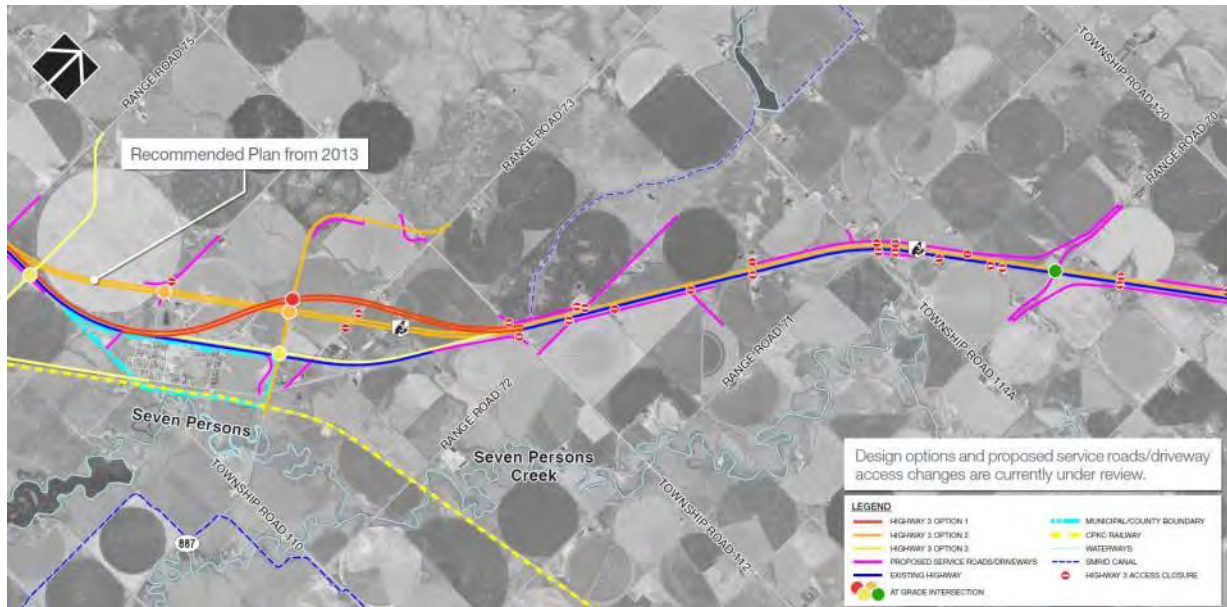 RANGE ROAD 75
Recommended Plan from 2013
RANGE ROAD 73
TOWNSHIP ROAD 120
RANGE ROAD 70
Seven Persons
RANGE ROAD 72
RANGE ROAD 71
TOWNSHIP ROAD 114A
Seven Persons
Creek
TOWNSHIP ROAD 110
TOWNSHIP ROAD 112
887
Design options and proposed service roads/driveway
access changes are currently under review.
LEGEND
HIGHWAY 3 OPTION 1
HIGHWAY 3 OPTION 2
HIGHWAY 3 OPTION 3
PROPOSED SERVICE ROADS/DRIVEWAYS
EXISTING HIGHWAY
AT GRADE INTERSECTION
MUNICIPAL/COUNTY BOUNDARY
CPKC RAILWAY
WATERWAYS
SMRID CANAL
HIGHWAY 3 ACCESS CLOSURE